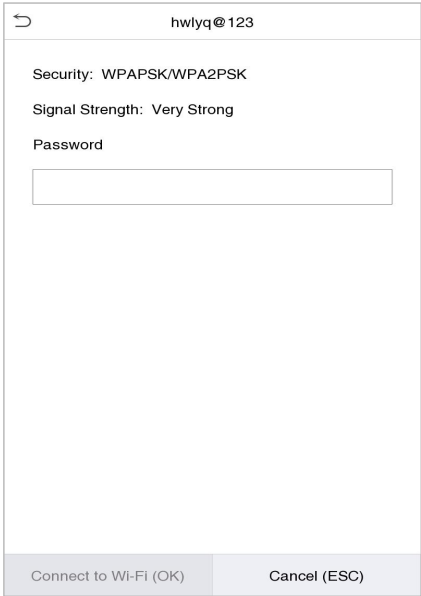 hwlyq@123
Security: WPAPSK/WPA2PSK
Signal Strength: Very Strong
Password
Connect to Wi-Fi (OK)
Cancel (ESC)